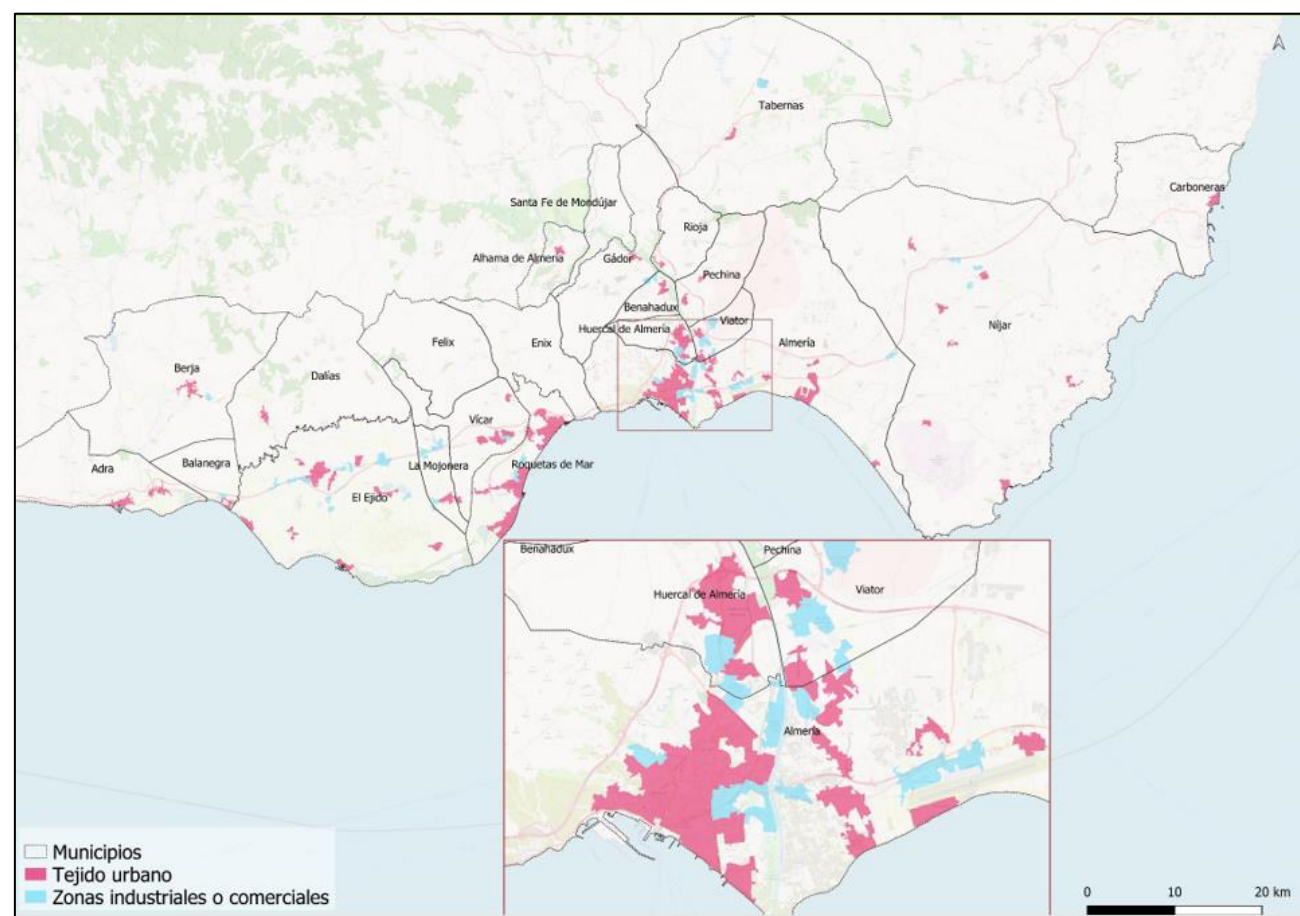 Tabernas
Carboneras
Santa Fe de Mondújar
Rioja
Alhama de Almería
Gádor
Pechina
Benahadux
Viator
Níjar
Huercal de Almería
Almería
Felix
Enix
Berja
Dalías
Vícar
Adra
Balanegra
La Mojonera
Roquetas de Mar
El Ejido
Benahadux
Pechina
Huercal de Almería
Viator
Almería
Municipios
Tejido urbano
Zonas industriales o comerciales
0 10 20 km